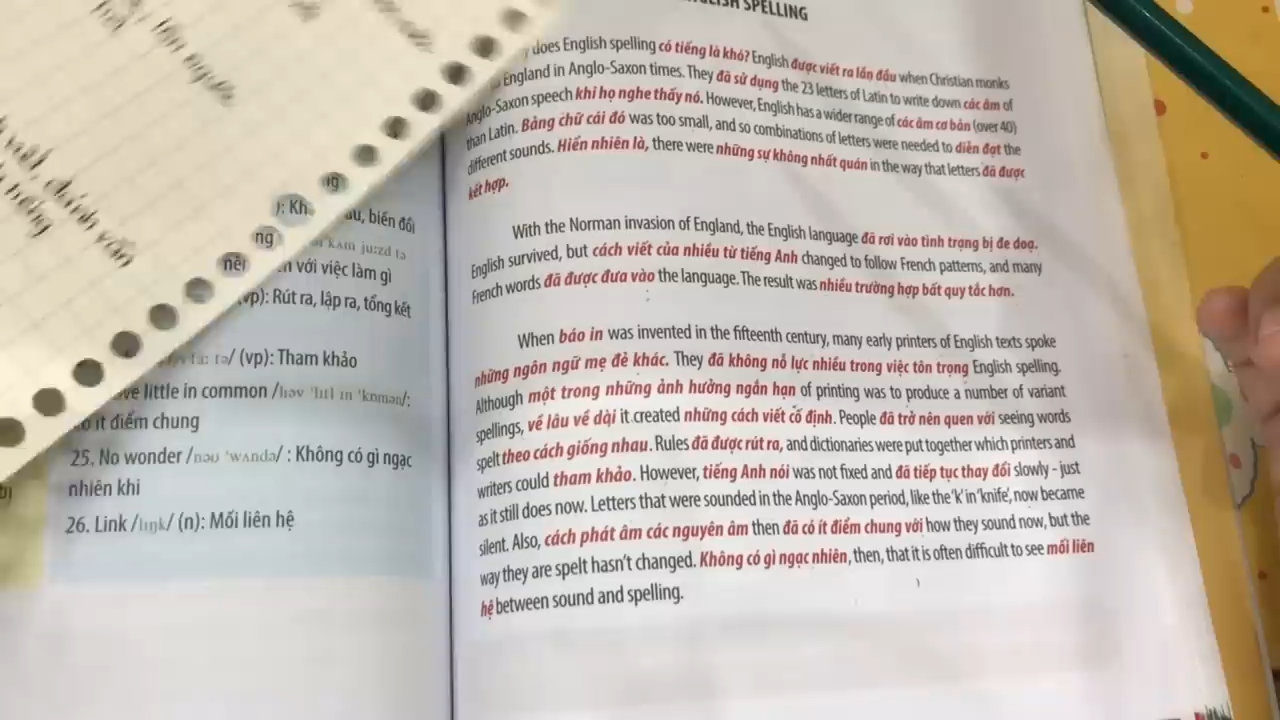 SPELLING
does English spelling có tiếng là khó? English được viết ra lần đầu when Christian monks
England in Anglo-Saxon times. They đã sử dụng the 23 letters of Latin to write down các âm of
Anglo-Saxon speech khi họ nghe thấy nó. However, English has a wider range of các âm cơ bản (over 40)
than Latin. Bảng chữ cái đó was too small, and so combinations of letters were needed to diễn đạt the
different sounds. Hiển nhiên là, there were những sự không nhất quán in the way that letters đã được
kết hợp.
With the Norman invasion of England, the English language đã rơi vào tình trạng bị đe doạ.
English survived, but cách viết của nhiều từ tiếng Anh changed to follow French patterns, and many
French words đã được đưa vào the language. The result was nhiều trường hợp bất quy tắc hơn.
When báo in was invented in the fifteenth century, many early printers of English texts spoke
những ngôn ngữ mẹ đẻ khác. They đã không nỗ lực nhiều trong việc tôn trọng English spelling.
Although một trong những ảnh hưởng ngắn hạn of printing was to produce a number of variant
spellings, về lâu về dài it created những cách viết cố định. People đã trở nên quen với seeing words
spelt theo cách giống nhau. Rules đã được rút ra, and dictionaries were put together which printers and
writers could tham khảo. However, tiếng Anh nói was not fixed and đã tiếp tục thay đổi slowly - just
as it still does now. Letters that were sounded in the Anglo-Saxon period, like the 'k' in 'knife', now became
silent. Also, cách phát âm các nguyên âm then đã có ít điểm chung với how they sound now, but the
way they are spelt hasn't changed. Không có gì ngạc nhiên, then, that it is often difficult to see mối liên
hệ between sound and spelling.
): Kh
biến đổi
ng
với việc làm gì
(vp): Rút ra, lập ra, tổng kết
/ (vp): Tham khảo
little in common /həv 'lɪtl ɪn 'kɒmən/:
ít điểm chung
25. No wonder /nəʊ 'wʌndə/ : Không có gì ngạc
nhiên khi
26. Link /lɪŋk/ (n): Mối liên hệ